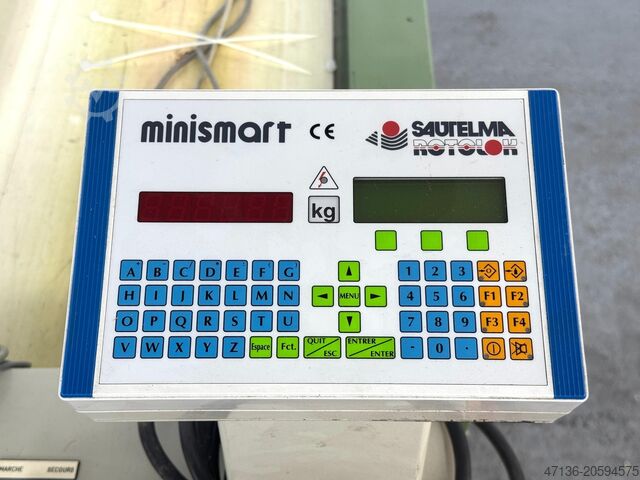 minismart CE SAUTELMA
ROTOLOK
kg
A B C D E F G 1 2 3
H I J K L M N MENU 4 5 6 F1 F2
O P Q R S T U 7 8 9 F3 F4
V W X Y Z Espace Fct. QUIT/ESC ENTRER/ENTER - 0 .
MARCHE SECOURS
47136-20594575